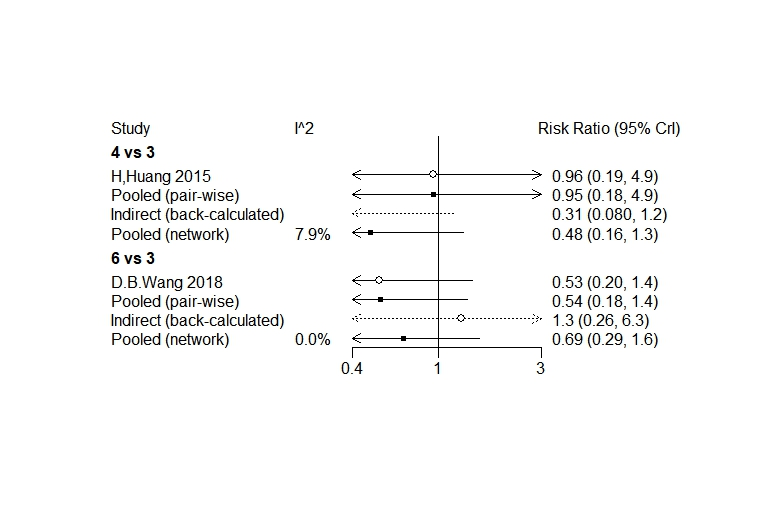 Study I^2 Risk Ratio (95% CrI)
4 vs 3
H,Huang 2015 0.96 (0.19, 4.9)
Pooled (pair-wise) 0.95 (0.18, 4.9)
Indirect (back-calculated) 0.31 (0.080, 1.2)
Pooled (network) 7.9% 0.48 (0.16, 1.3)
6 vs 3
D.B.Wang 2018 0.53 (0.20, 1.4)
Pooled (pair-wise) 0.54 (0.18, 1.4)
Indirect (back-calculated) 1.3 (0.26, 6.3)
Pooled (network) 0.0% 0.69 (0.29, 1.6)
0.4 1 3